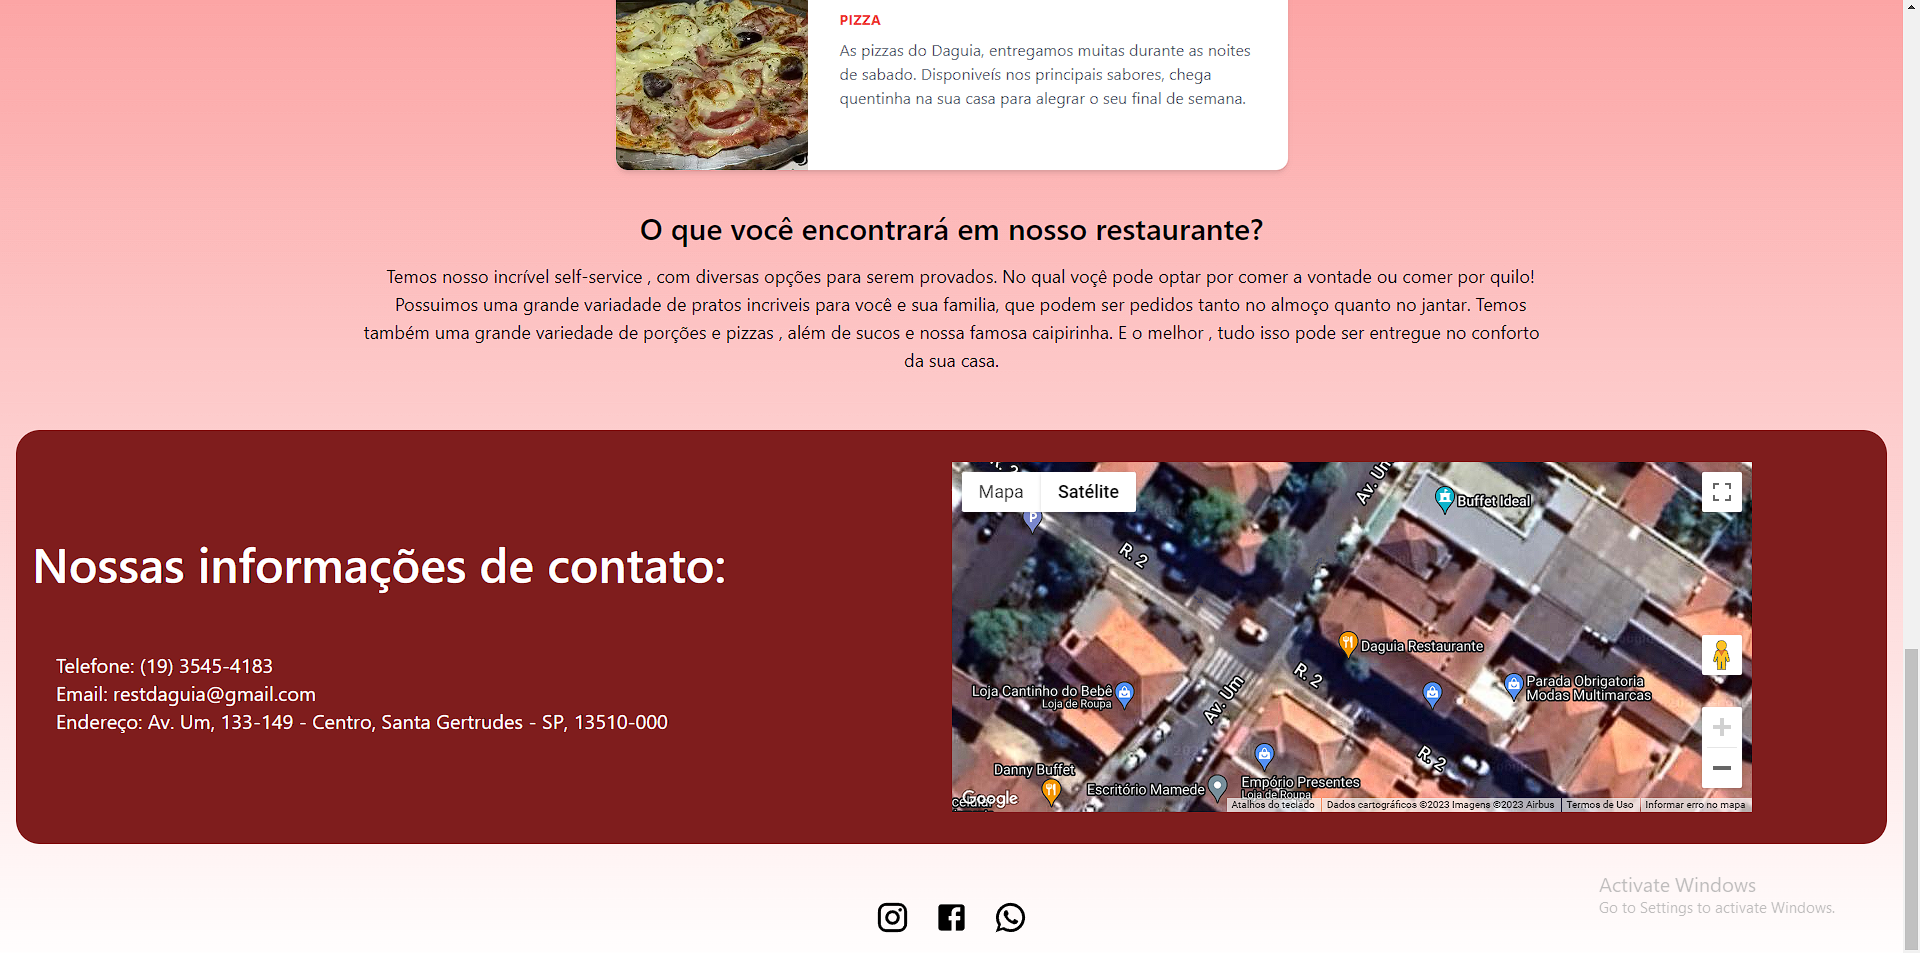 PIZZA
As pizzas do Daguia, entregamos muitas durante as noites
de sabado. Disponiveís nos principais sabores, chega
quentinha na sua casa para alegrar o seu final de semana.
O que você encontrará em nosso restaurante?
Temos nosso incrível self-service , com diversas opções para serem provados. No qual voçê pode optar por comer a vontade ou comer por quilo!
Possuimos uma grande variadade de pratos incriveis para você e sua familia, que podem ser pedidos tanto no almoço quanto no jantar. Temos
também uma grande variedade de porções e pizzas , além de sucos e nossa famosa caipirinha. E o melhor , tudo isso pode ser entregue no conforto
da sua casa.
Nossas informações de contato:
Telefone: (19) 3545-4183
Email: restdaguia@gmail.com
Endereço: Av. Um, 133-149 - Centro, Santa Gertrudes - SP, 13510-000
Mapa
Satélite
R. 2
Av. Um
Buffet Ideal
P
R. 2
Daguia Restaurante
R. 2
Loja Cantinho do Bebê
Loja de Roupa
Av. Um
Parada Obrigatoria
Modas Multimarcas
R. 2
Danny Buffet
Escritório Mamede
Empório Presentes
Loja de Roupa
Google
Atalhos do teclado
Dados cartográficos ©2023 Imagens ©2023 Airbus
Termos de Uso
Informar erro no mapa
Activate Windows
Go to Settings to activate Windows.